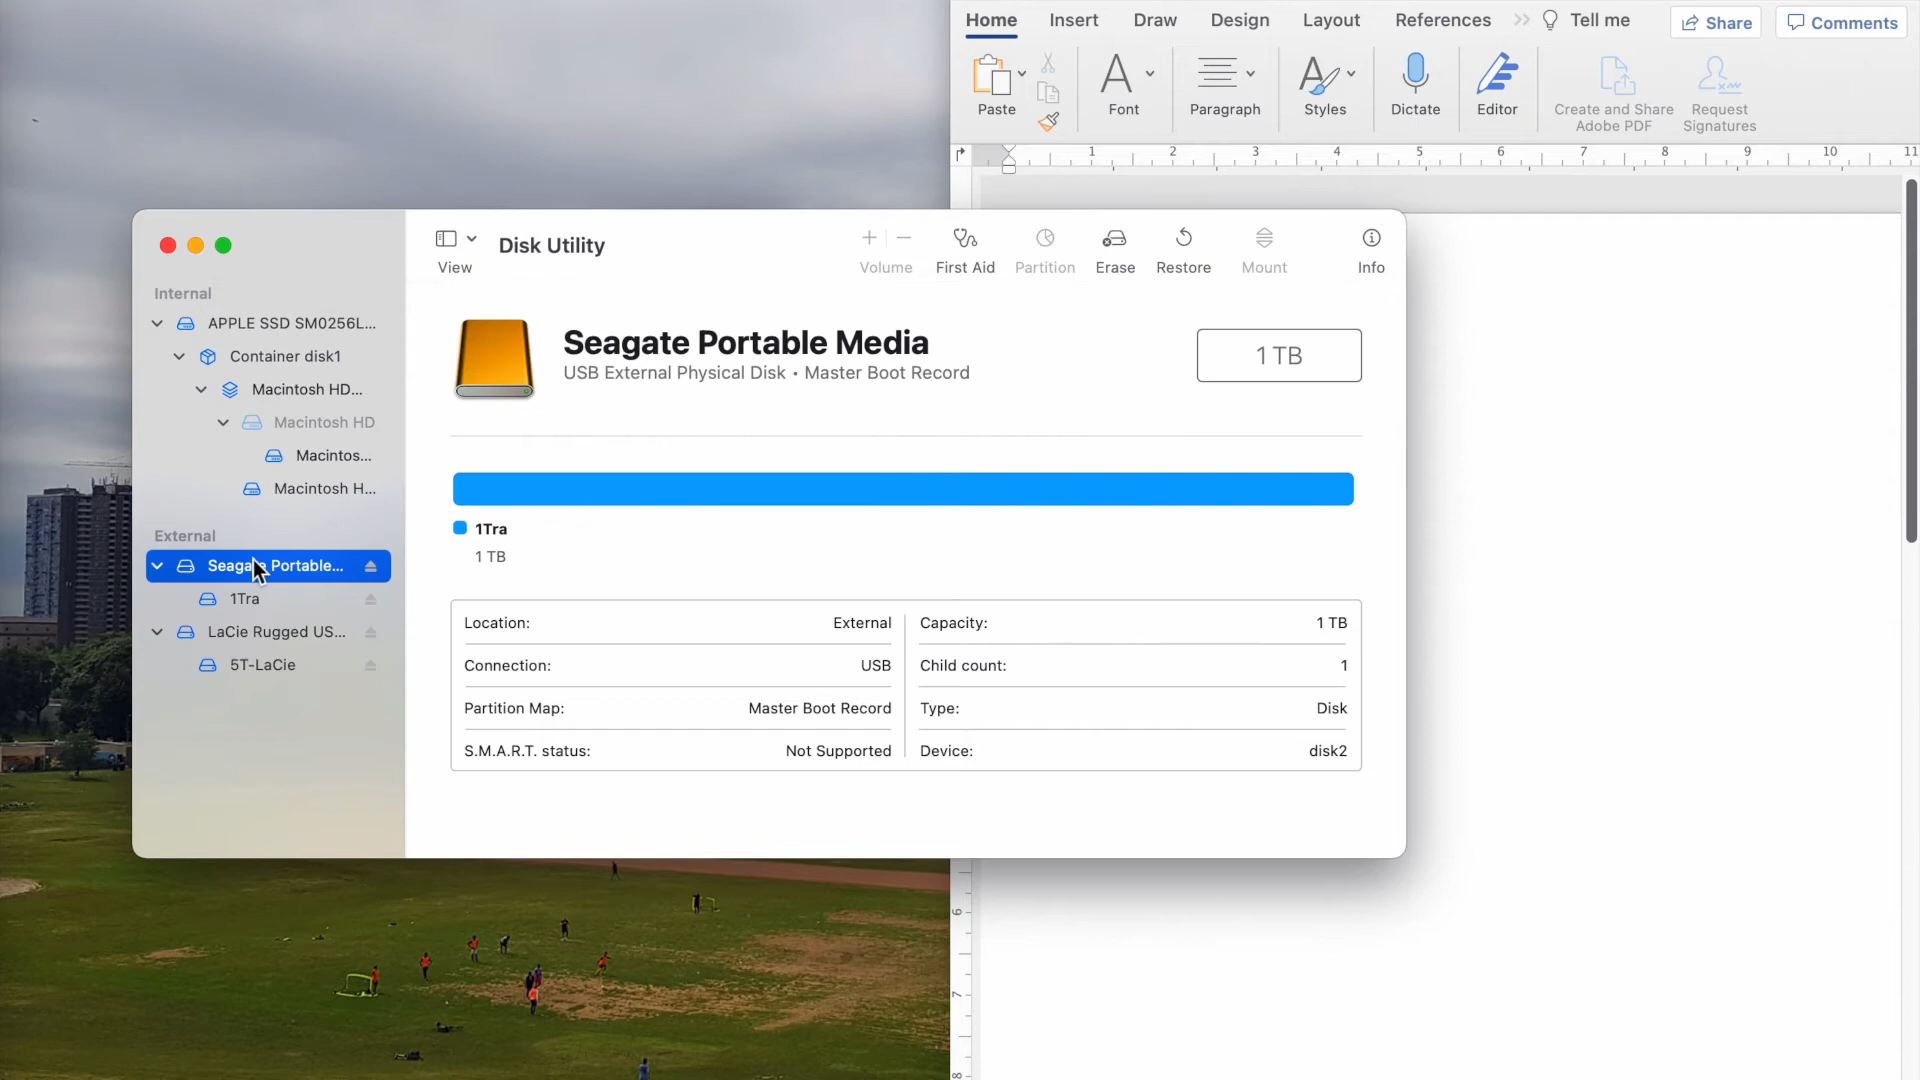 Home Insert Draw Design Layout References Tell me Share Comments
Paste Font Paragraph Styles Dictate Editor Create and Share Adobe PDF Request Signatures
1 2 3 4 5 6 7 8 9 10 11
Disk Utility
View Volume First Aid Partition Erase Restore Mount Info
Internal
APPLE SSD SM0256L...
Container disk1
Macintosh HD...
Macintosh HD
Macintos...
Macintosh H...
External
Seagate Portable...
1Tra
LaCie Rugged US...
5T-LaCie
Seagate Portable Media
USB External Physical Disk • Master Boot Record
1 TB
1Tra
1 TB
Location: External
Connection: USB
Partition Map: Master Boot Record
S.M.A.R.T. status: Not Supported
Capacity: 1 TB
Child count: 1
Type: Disk
Device: disk2
6
7
8